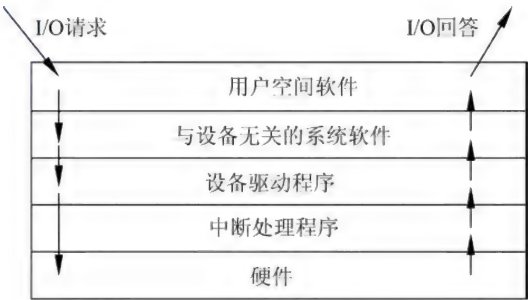 I/O请求
I/O回答
用户空间软件
与设备无关的系统软件
设备驱动程序
中断处理程序
硬件